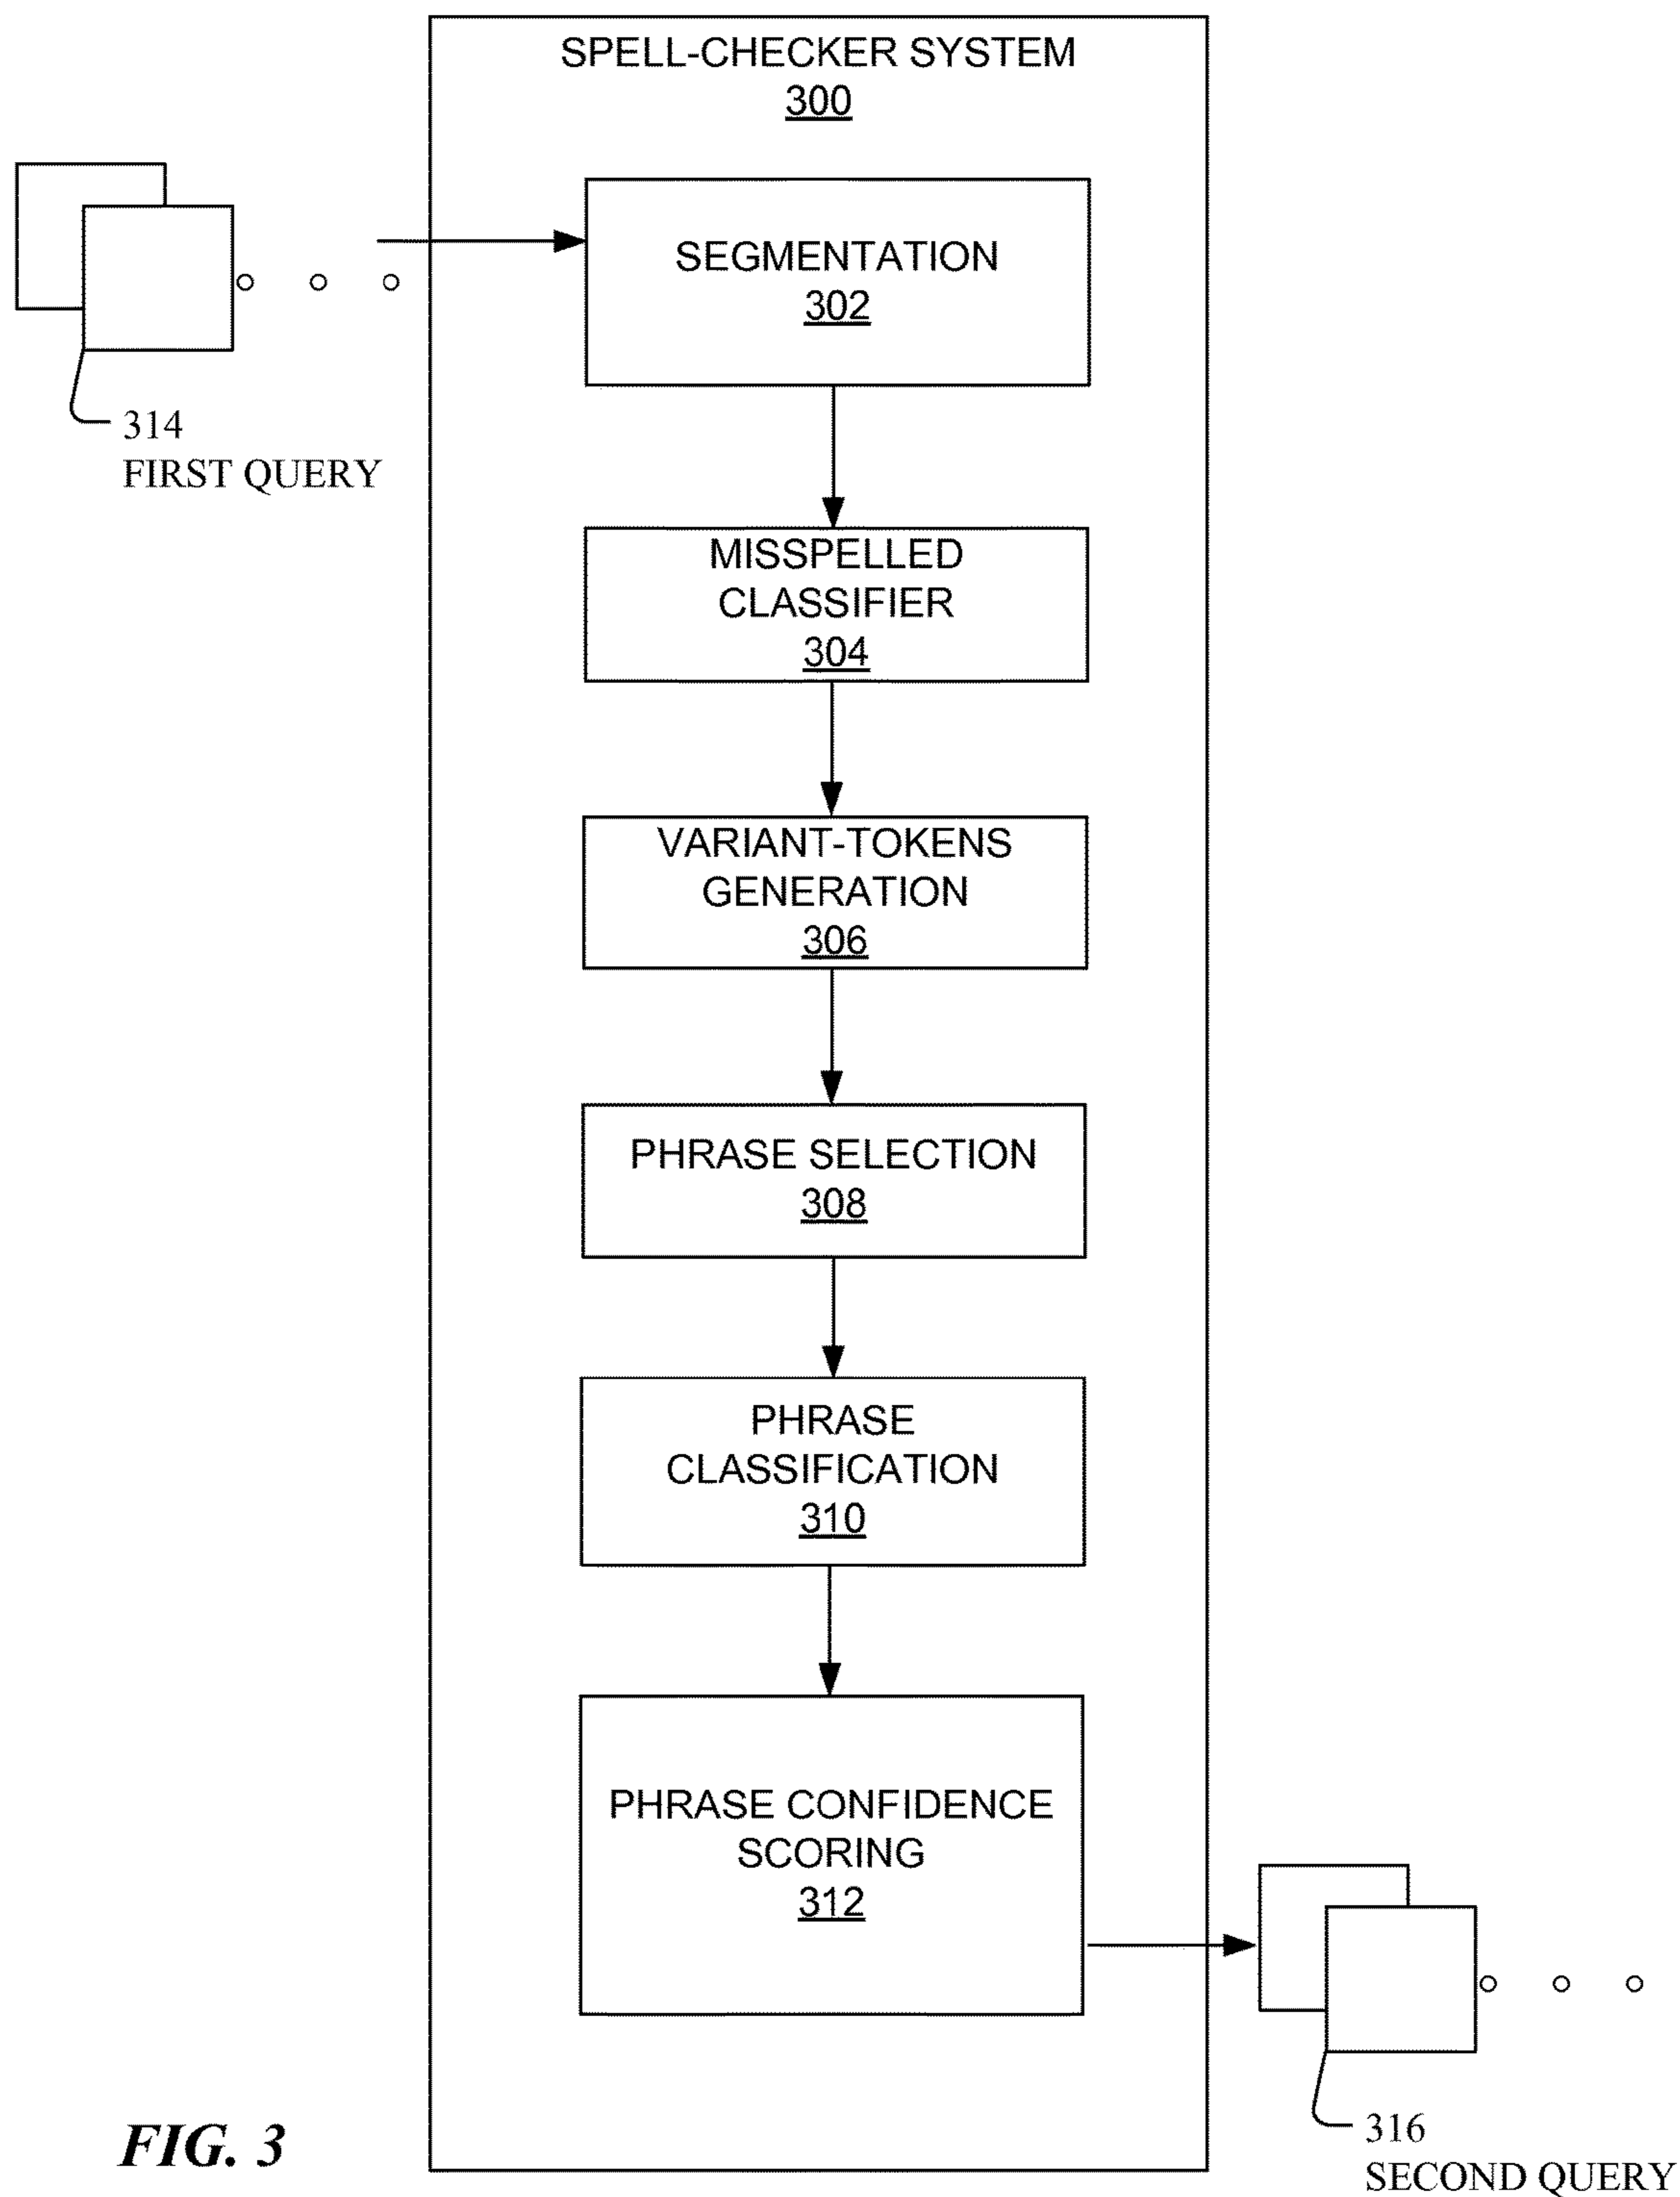 SPELL-CHECKER SYSTEM
300
SEGMENTATION
302
314
FIRST QUERY
MISSPELLED
CLASSIFIER
304
VARIANT-TOKENS
GENERATION
306
PHRASE SELECTION
308
PHRASE
CLASSIFICATION
310
PHRASE CONFIDENCE
SCORING
312
316
SECOND QUERY
FIG. 3